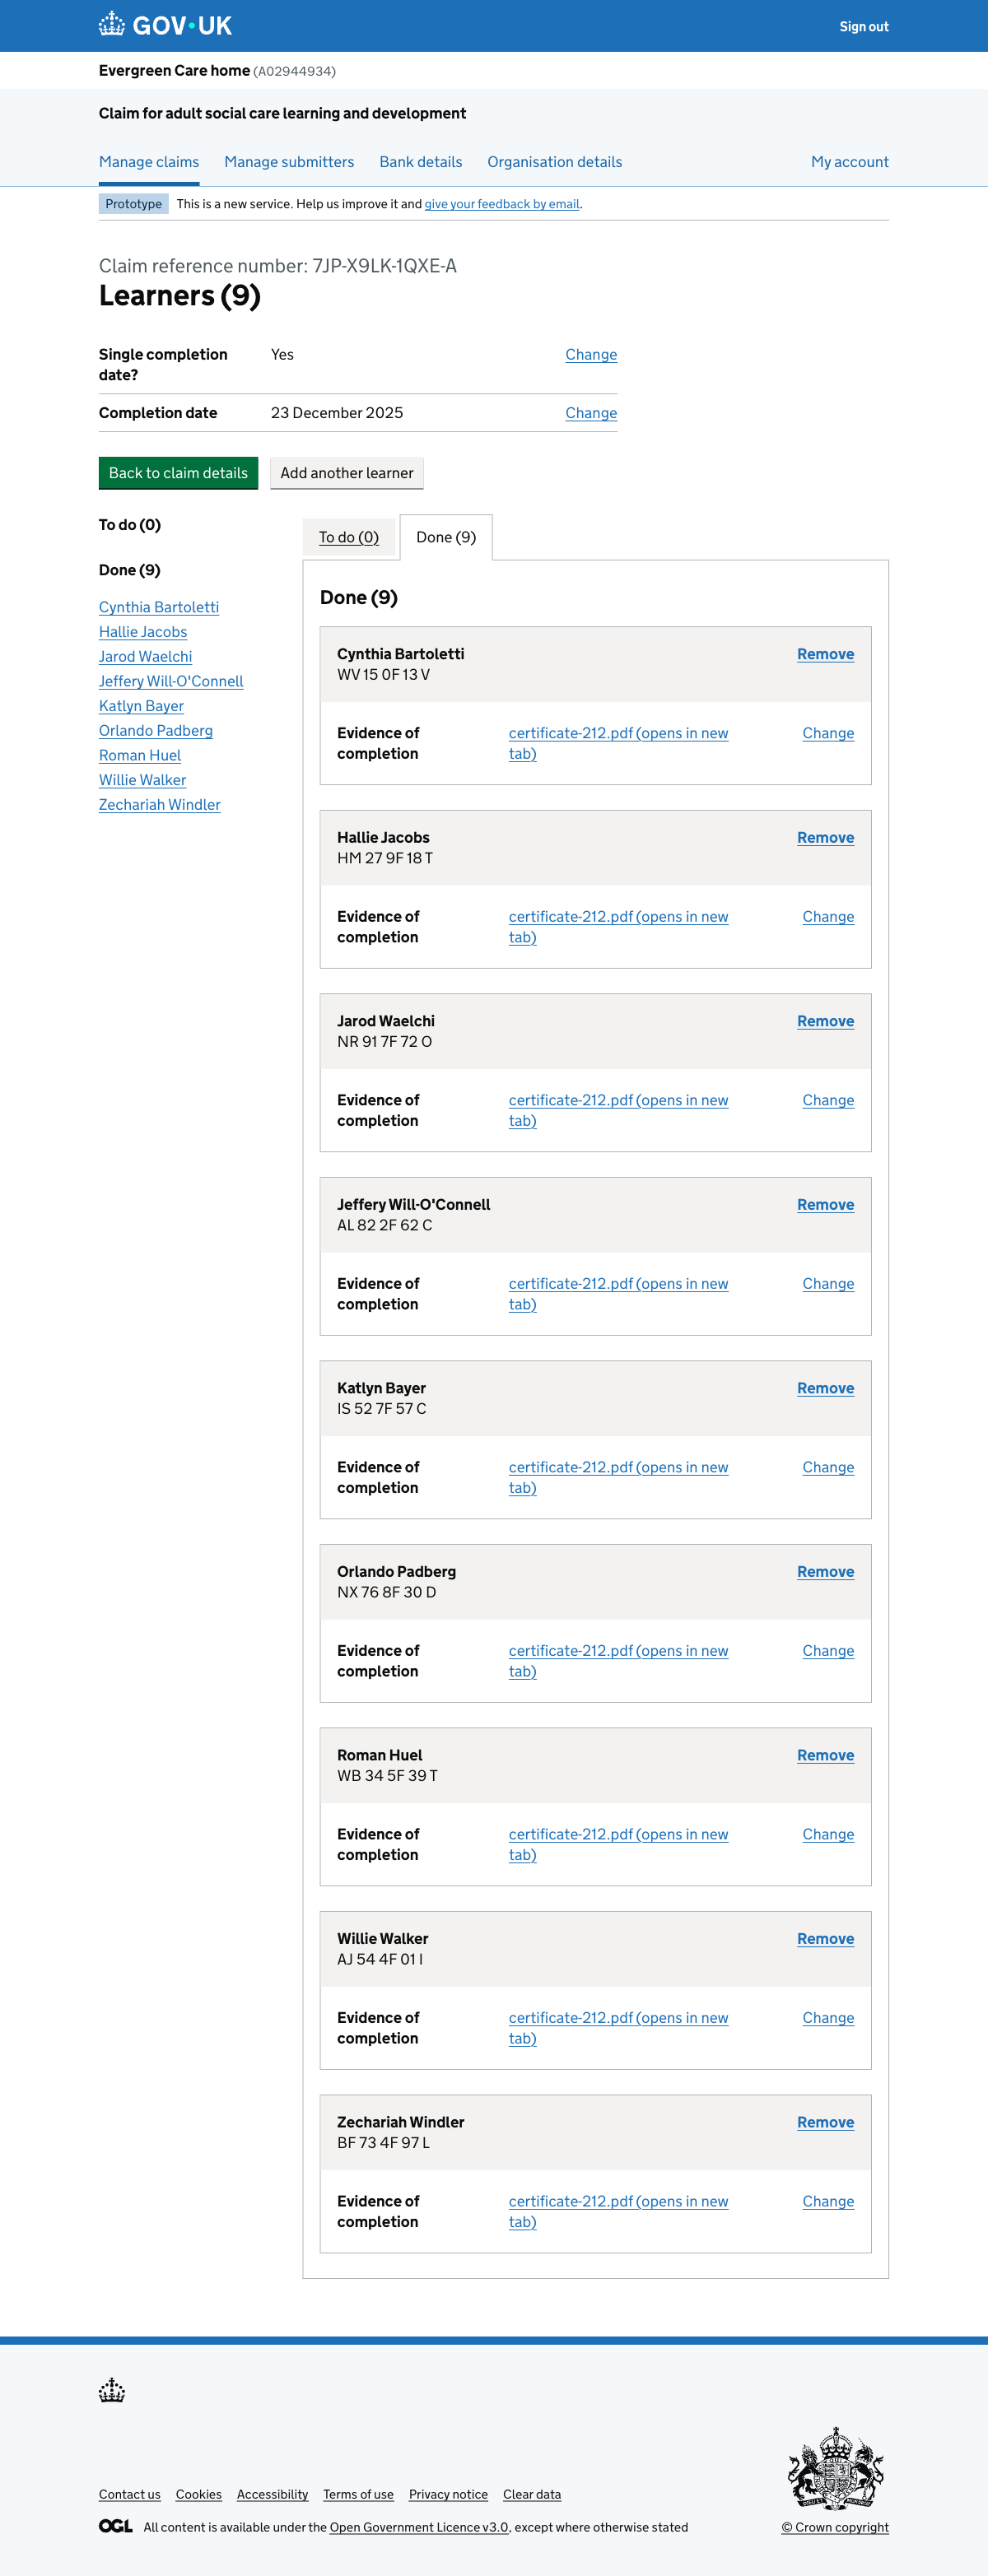 GOV•UK
Sign out
Evergreen Care home (A02944934)
Claim for adult social care learning and development
Manage claims
Manage submitters
Bank details
Organisation details
My account
Prototype
This is a new service. Help us improve it and give your feedback by email.
Claim reference number: 7JP-X9LK-1QXE-A
Learners (9)
Single completion
date?
Yes
Change
Completion date
23 December 2025
Change
Back to claim details
Add another learner
To do (0)
Done (9)
Cynthia Bartoletti
Hallie Jacobs
Jarod Waelchi
Jeffery Will-O'Connell
Katlyn Bayer
Orlando Padberg
Roman Huel
Willie Walker
Zechariah Windler
To do (0)
Done (9)
Done (9)
Cynthia Bartoletti
Remove
WV 15 0F 13 V
Evidence of
completion
certificate-212.pdf (opens in new
tab)
Change
Hallie Jacobs
Remove
HM 27 9F 18 T
Evidence of
completion
certificate-212.pdf (opens in new
tab)
Change
Jarod Waelchi
Remove
NR 91 7F 72 O
Evidence of
completion
certificate-212.pdf (opens in new
tab)
Change
Jeffery Will-O'Connell
Remove
AL 82 2F 62 C
Evidence of
completion
certificate-212.pdf (opens in new
tab)
Change
Katlyn Bayer
Remove
IS 52 7F 57 C
Evidence of
completion
certificate-212.pdf (opens in new
tab)
Change
Orlando Padberg
Remove
NX 76 8F 30 D
Evidence of
completion
certificate-212.pdf (opens in new
tab)
Change
Roman Huel
Remove
WB 34 5F 39 T
Evidence of
completion
certificate-212.pdf (opens in new
tab)
Change
Willie Walker
Remove
AJ 54 4F 01 I
Evidence of
completion
certificate-212.pdf (opens in new
tab)
Change
Zechariah Windler
Remove
BF 73 4F 97 L
Evidence of
completion
certificate-212.pdf (opens in new
tab)
Change
Contact us
Cookies
Accessibility
Terms of use
Privacy notice
Clear data
OGL
All content is available under the Open Government Licence v3.0, except where otherwise stated
© Crown copyright